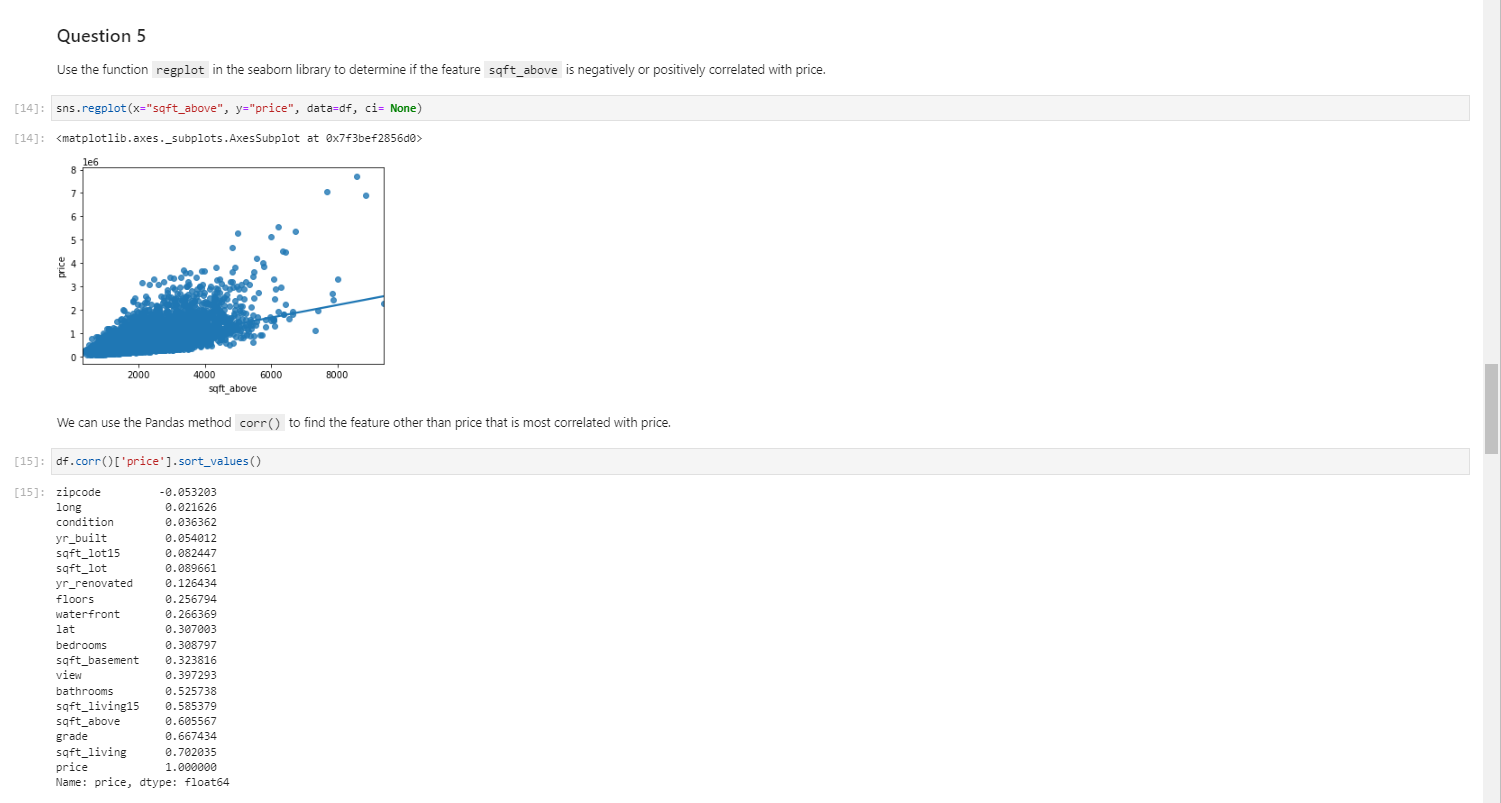 Question 5
Use the function regplot in the seaborn library to determine if the feature sqft_above is negatively or positively correlated with price.
[14]: sns.regplot(x="sqft_above", y="price", data=df, ci= None)
[14]: <matplotlib.axes._subplots.AxesSubplot at 0x7f3bef2856d0>
1e6
8
7
6
5
4
3
2
1
0
price
2000 4000 6000 8000
sqft_above
We can use the Pandas method corr() to find the feature other than price that is most correlated with price.
[15]: df.corr()['price'].sort_values()
[15]: zipcode -0.053203
long 0.021626
condition 0.036362
yr_built 0.054012
sqft_lot15 0.082447
sqft_lot 0.089661
yr_renovated 0.126434
floors 0.256794
waterfront 0.266369
lat 0.307003
bedrooms 0.308797
sqft_basement 0.323816
view 0.397293
bathrooms 0.525738
sqft_living15 0.585379
sqft_above 0.605567
grade 0.667434
sqft_living 0.702035
price 1.000000
Name: price, dtype: float64